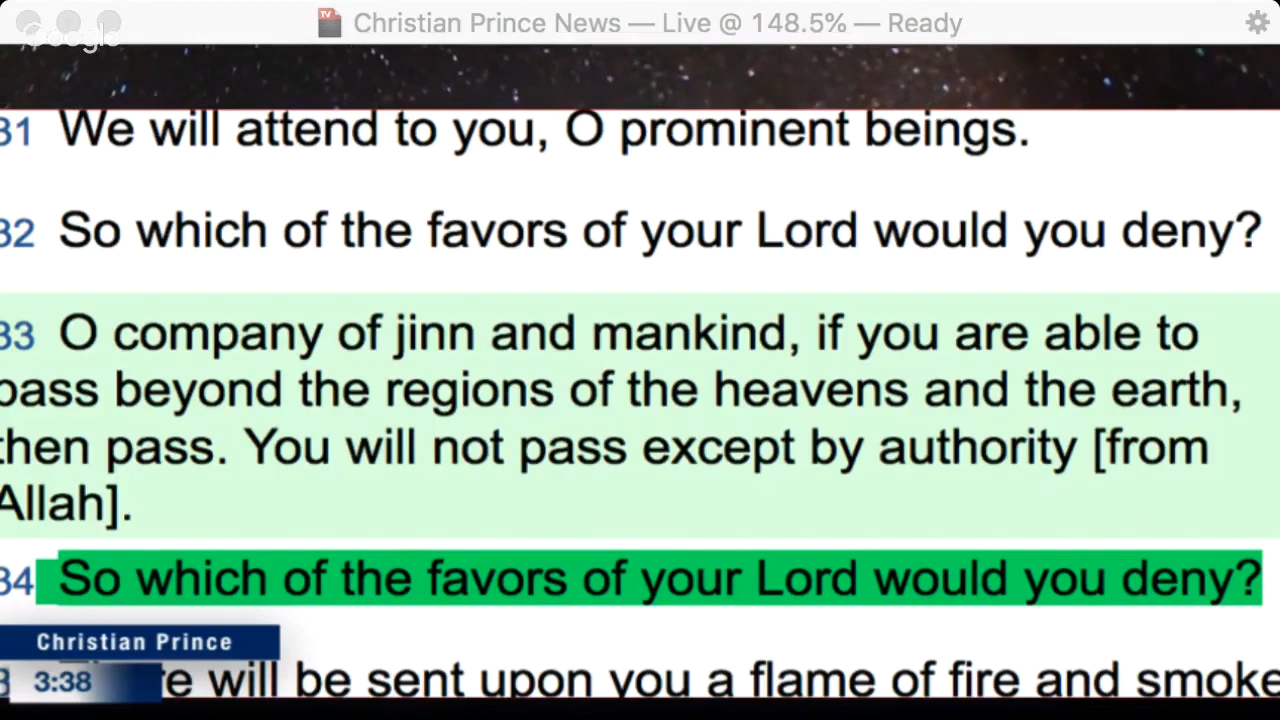 Christian Prince News — Live @ 148.5% — Ready
Google
31 We will attend to you, O prominent beings.
32 So which of the favors of your Lord would you deny?
33 O company of jinn and mankind, if you are able to
pass beyond the regions of the heavens and the earth,
then pass. You will not pass except by authority [from
Allah].
34 So which of the favors of your Lord would you deny?
Christian Prince
3 There will be sent upon you a flame of fire and smoke
3:38